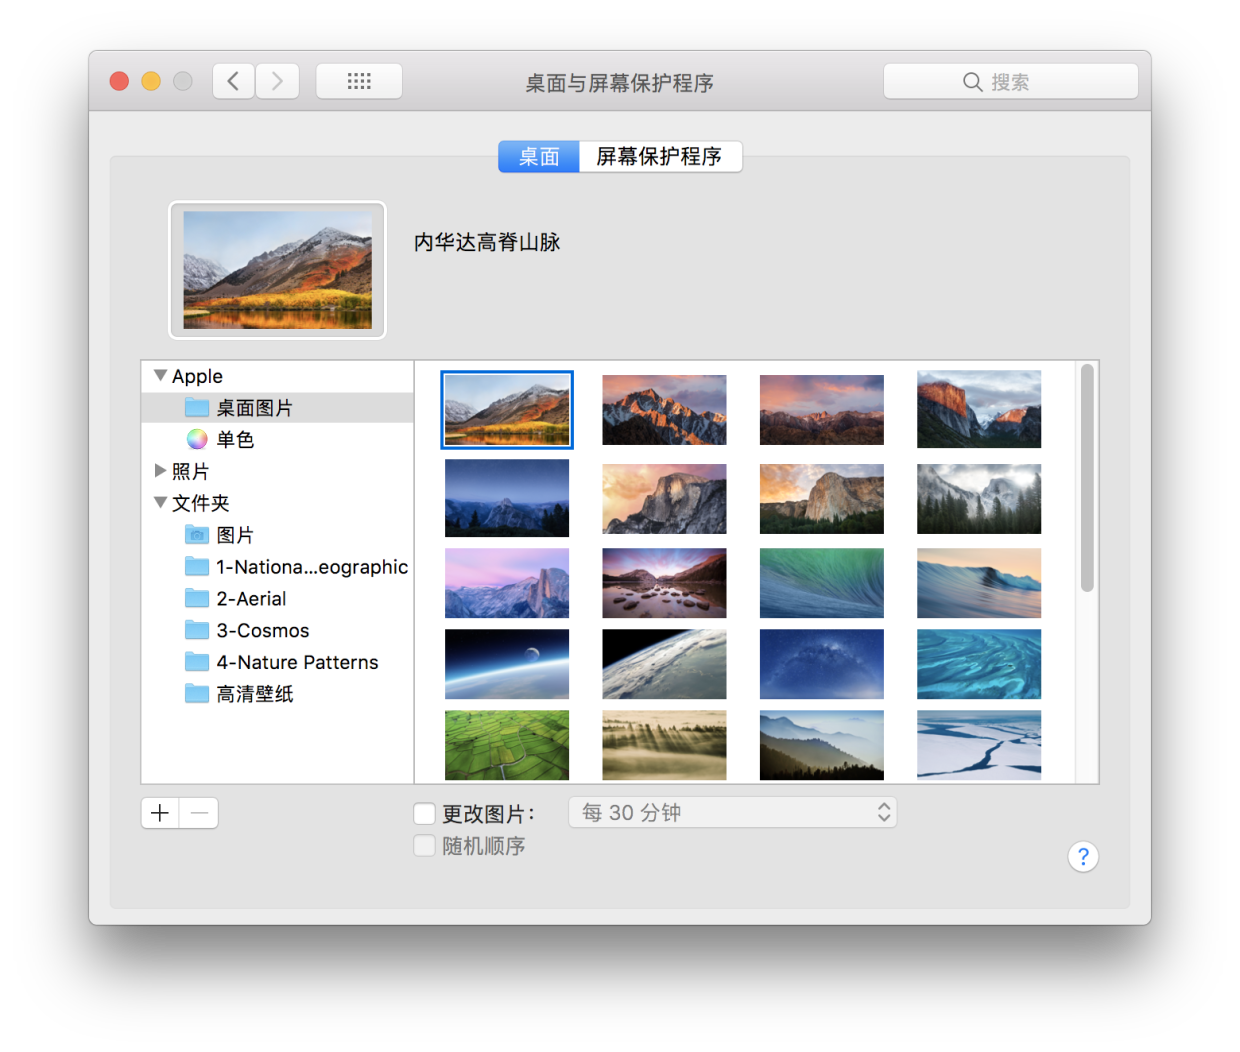 桌面与屏幕保护程序
搜索
桌面
屏幕保护程序
内华达高脊山脉
Apple
桌面图片
单色
照片
文件夹
图片
1-Nationa...eographic
2-Aerial
3-Cosmos
4-Nature Patterns
高清壁纸
更改图片：
每 30 分钟
随机顺序
?